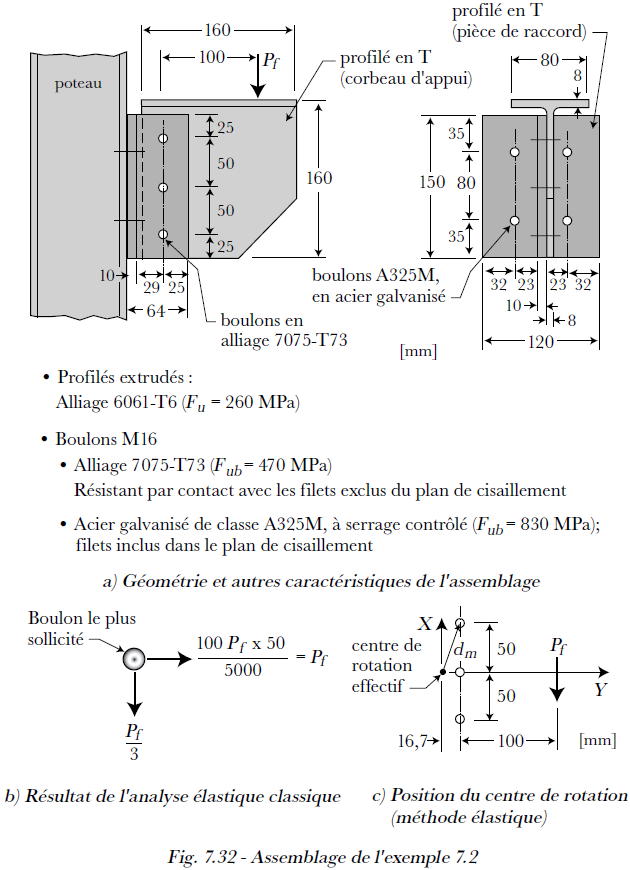 160
100
Pf
poteau
profilé en T
(corbeau d'appui)
25
50
50
25
160
10
29
25
64
boulons en
alliage 7075-T73
profilé en T
(pièce de raccord)
80
8
35
150
80
35
boulons A325M,
en acier galvanisé
32
23
23
32
10
8
120
[mm]
• Profilés extrudés :
Alliage 6061-T6 (Fu = 260 MPa)
• Boulons M16
• Alliage 7075-T73 (Fub = 470 MPa)
Résistant par contact avec les filets exclus du plan de cisaillement
• Acier galvanisé de classe A325M, à serrage contrôlé (Fub = 830 MPa);
filets inclus dans le plan de cisaillement
a) Géométrie et autres caractéristiques de l'assemblage
Boulon le plus
sollicité
100 Pf x 50
5000
= Pf
Pf
3
X
centre de
rotation
effectif
dm
50
50
Pf
Y
16,7
100
[mm]
b) Résultat de l'analyse élastique classique
c) Position du centre de rotation
(méthode élastique)
Fig. 7.32 - Assemblage de l'exemple 7.2